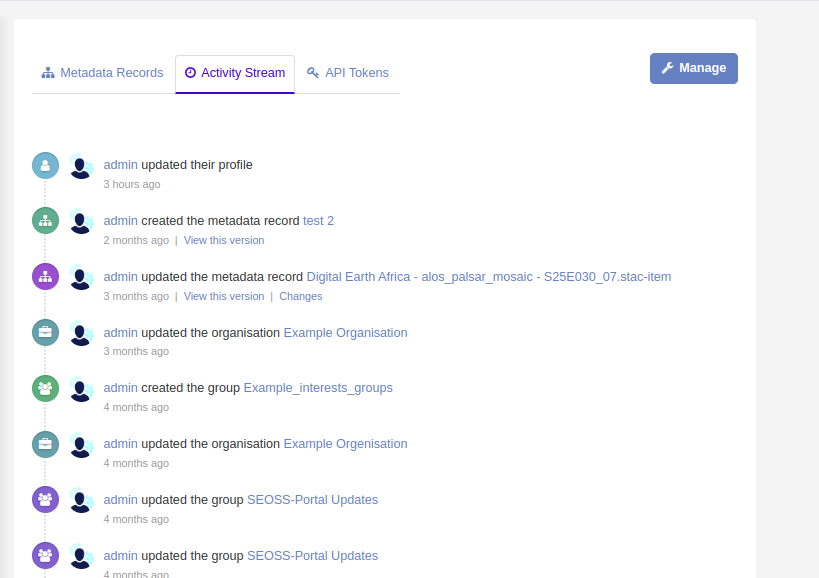 Metadata Records
Activity Stream
API Tokens
Manage
admin updated their profile
3 hours ago
admin created the metadata record test 2
2 months ago | View this version
admin updated the metadata record Digital Earth Africa - alos_palsar_mosaic - S25E030_07.stac-item
3 months ago | View this version | Changes
admin updated the organisation Example Organisation
3 months ago
admin created the group Example_interests_groups
4 months ago
admin updated the organisation Example Orgenisation
4 months ago
admin updated the group SEOSS-Portal Updates
4 months ago
admin updated the group SEOSS-Portal Updates
4 months ago